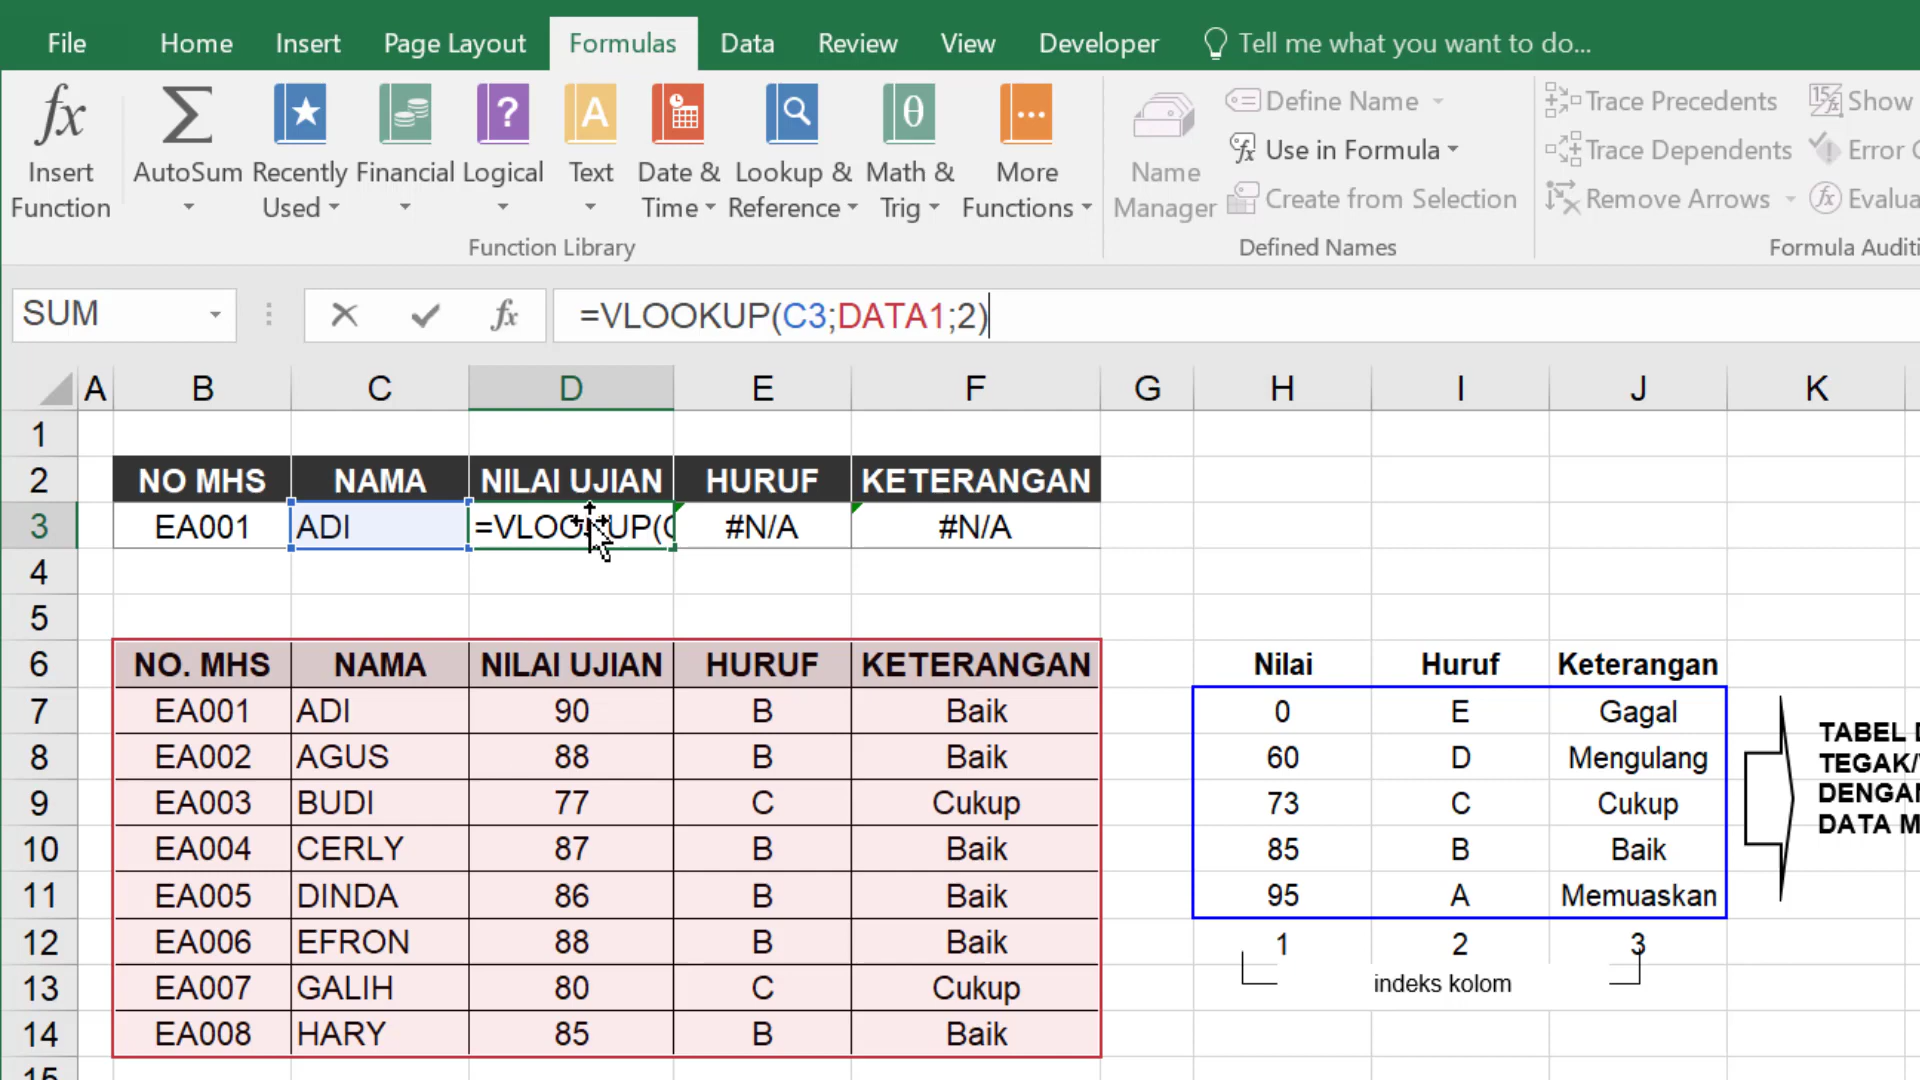 File Home Insert Page Layout Formulas Data Review View Developer Tell me what you want to do...
fx Σ ★ ? A θ ... Define Name Trace Precedents Show
Insert Function AutoSum Recently Used Financial Logical Text Date & Time Lookup & Reference Math & Trig More Functions Name Manager Use in Formula Trace Dependents Error
Create from Selection Remove Arrows
Function Library Defined Names
SUM fx =VLOOKUP(C3;DATA1;2)
A B C D E F G H I J K
1
2 NO MHS NAMA NILAI UJIAN HURUF KETERANGAN
3 EA001 ADI =VLOOKUP(C #N/A #N/A
4
5
6 NO. MHS NAMA NILAI UJIAN HURUF KETERANGAN Nilai Huruf Keterangan
7 EA001 ADI 90 B Baik 0 E Gagal
8 EA002 AGUS 88 B Baik 60 D Mengulang
9 EA003 BUDI 77 C Cukup 73 C Cukup
10 EA004 CERLY 87 B Baik 85 B Baik
11 EA005 DINDA 86 B Baik 95 A Memuaskan
12 EA006 EFRON 88 B Baik 1 2 3
13 EA007 GALIH 80 C Cukup indeks kolom
14 EA008 HARY 85 B Baik
15
TABEL
TEGAK/
DATA